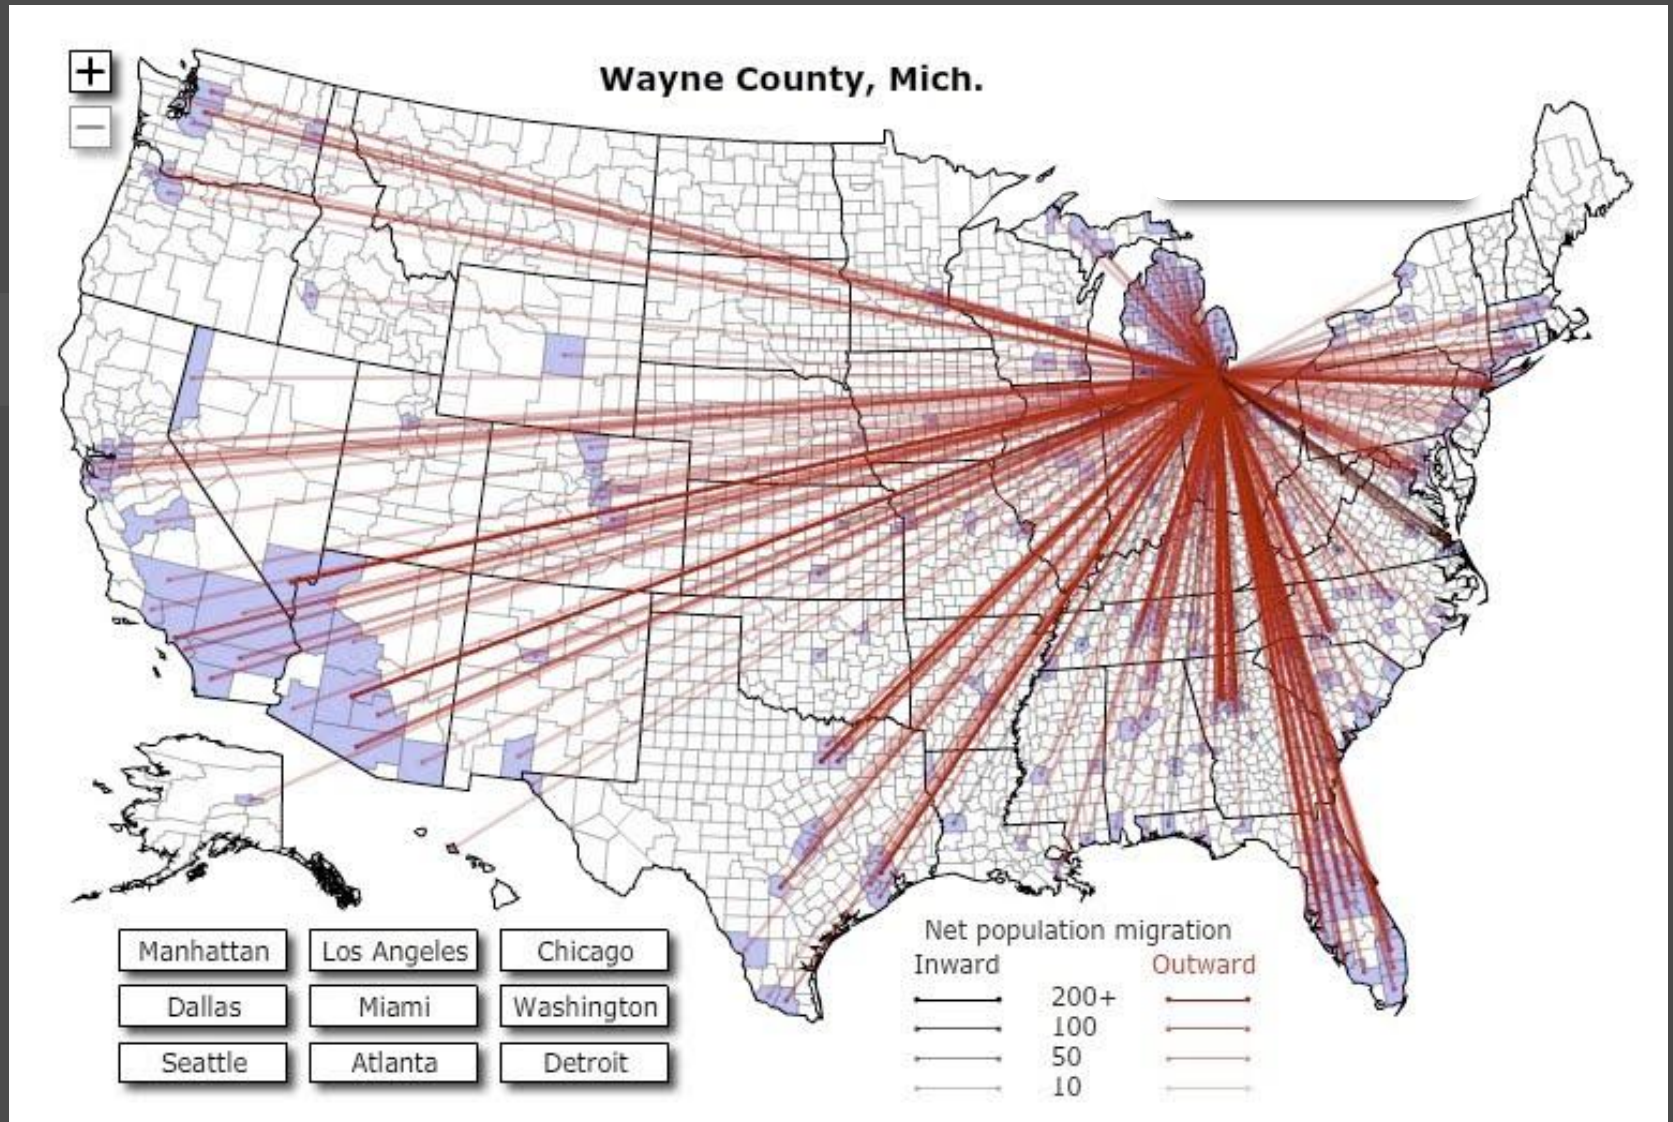 +
Wayne County, Mich.
−
Manhattan
Los Angeles
Chicago
Dallas
Miami
Washington
Seattle
Atlanta
Detroit
Net population migration
Inward
Outward
200+
100
50
10